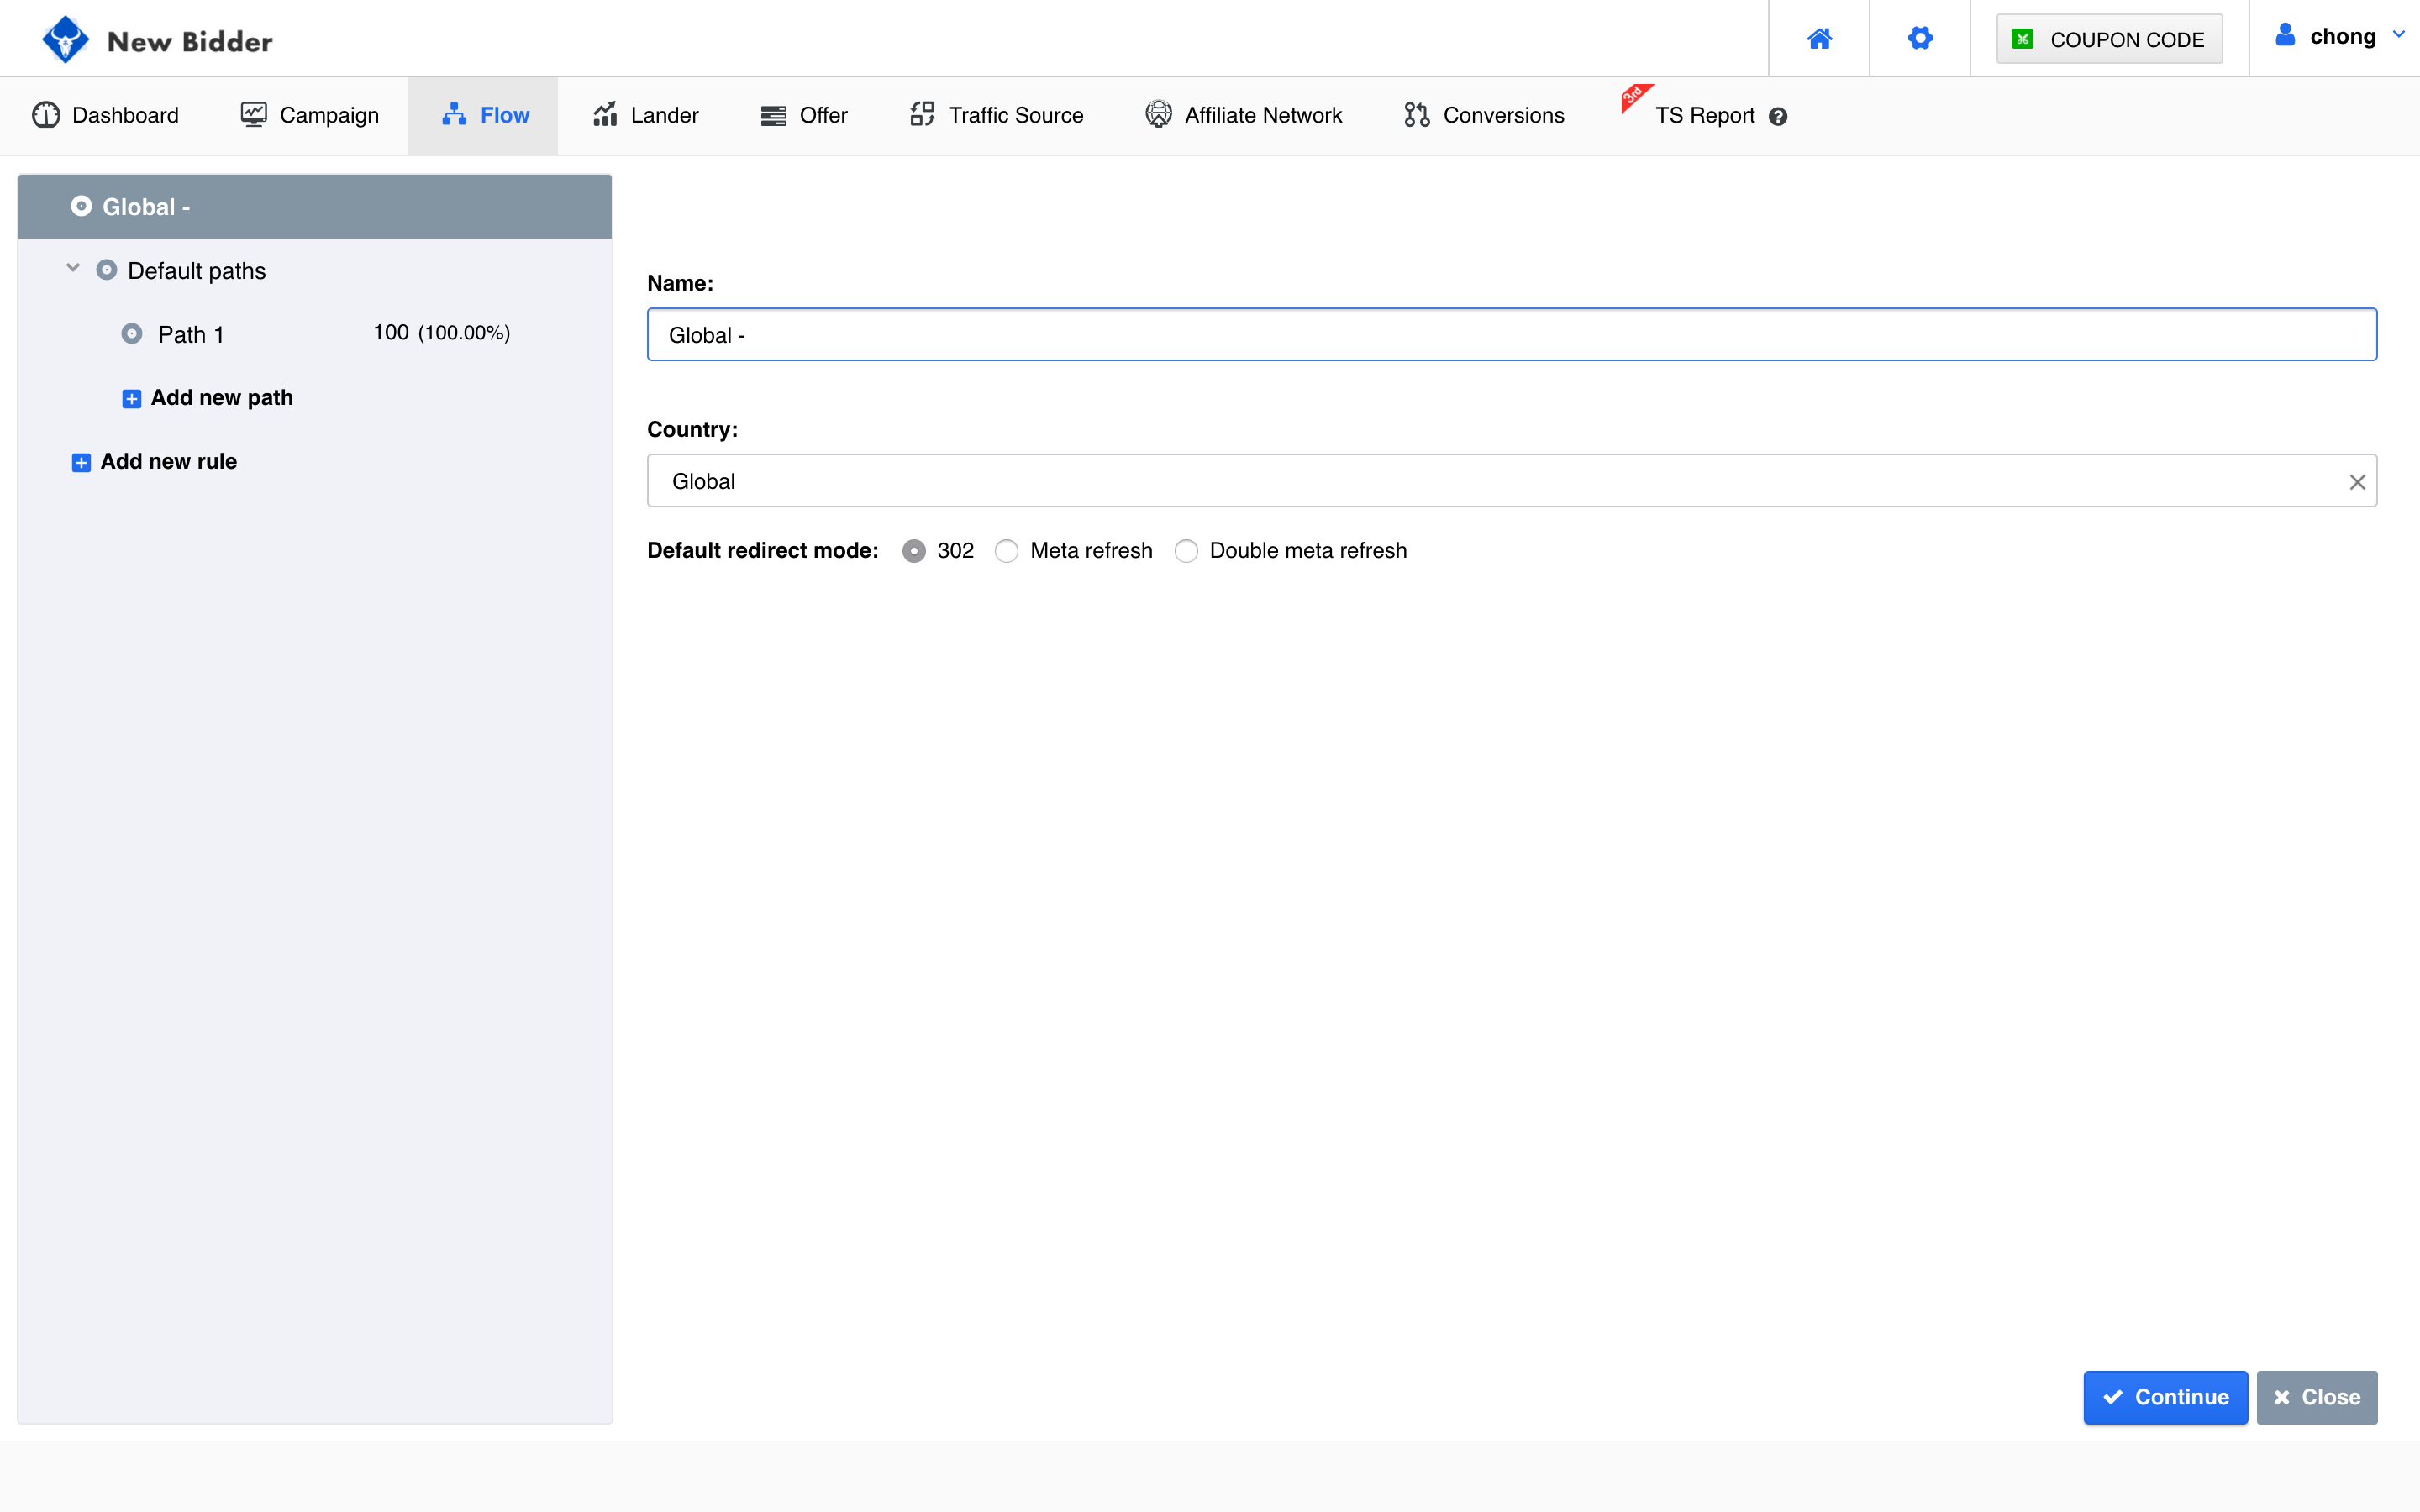 New Bidder
COUPON CODE
chong
Dashboard
Campaign
Flow
Lander
Offer
Traffic Source
Affiliate Network
Conversions
3rd
TS Report ?
Global -
Default paths
Path 1 100 (100.00%)
Add new path
Add new rule
Name:
Global -
Country:
Global
Default redirect mode: 302 Meta refresh Double meta refresh
Continue
Close